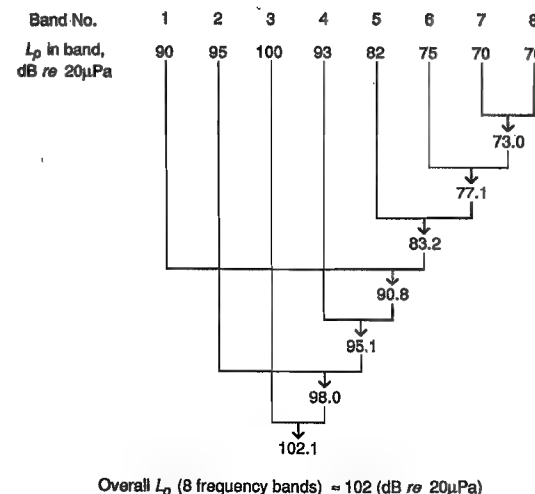 Band No. 1 2 3 4 5 6 7 8
Lp in band, 90 95 100 93 82 75 70
dB re 20µPa
73.0
77.1
83.2
90.8
95.1
98.0
102.1
Overall Lp (8 frequency bands) ≈ 102 (dB re 20µPa)